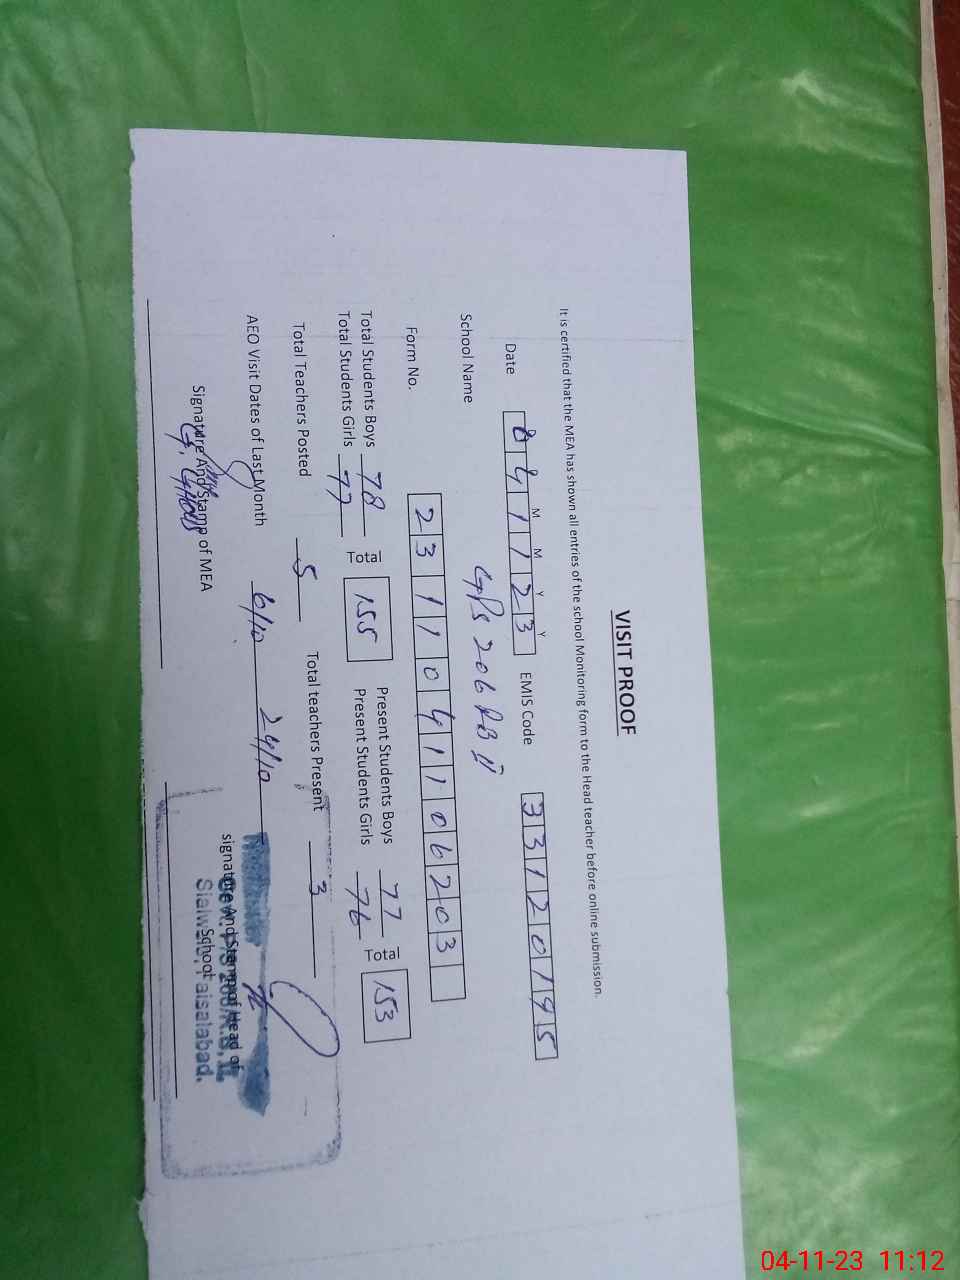 VISIT PROOF
It is certified that the MEA has shown all entries of the school Monitoring form to the Head teacher before online submission.
M M Y Y
Date 041123 EMIS Code 33120195
School Name GPS 206 RB II
Form No. 2311041106203
Total Students Boys 78 Total 155 Present Students Boys 77 Total 153
Total Students Girls 77 Present Students Girls 76
Total Teachers Posted 5 Total teachers Present 3
AEO Visit Dates of Last Month 6/10 24/10
Signature And Stamp of MEA signature And Stamp of Head of
School
Faisalabad.
04-11-23 11:12